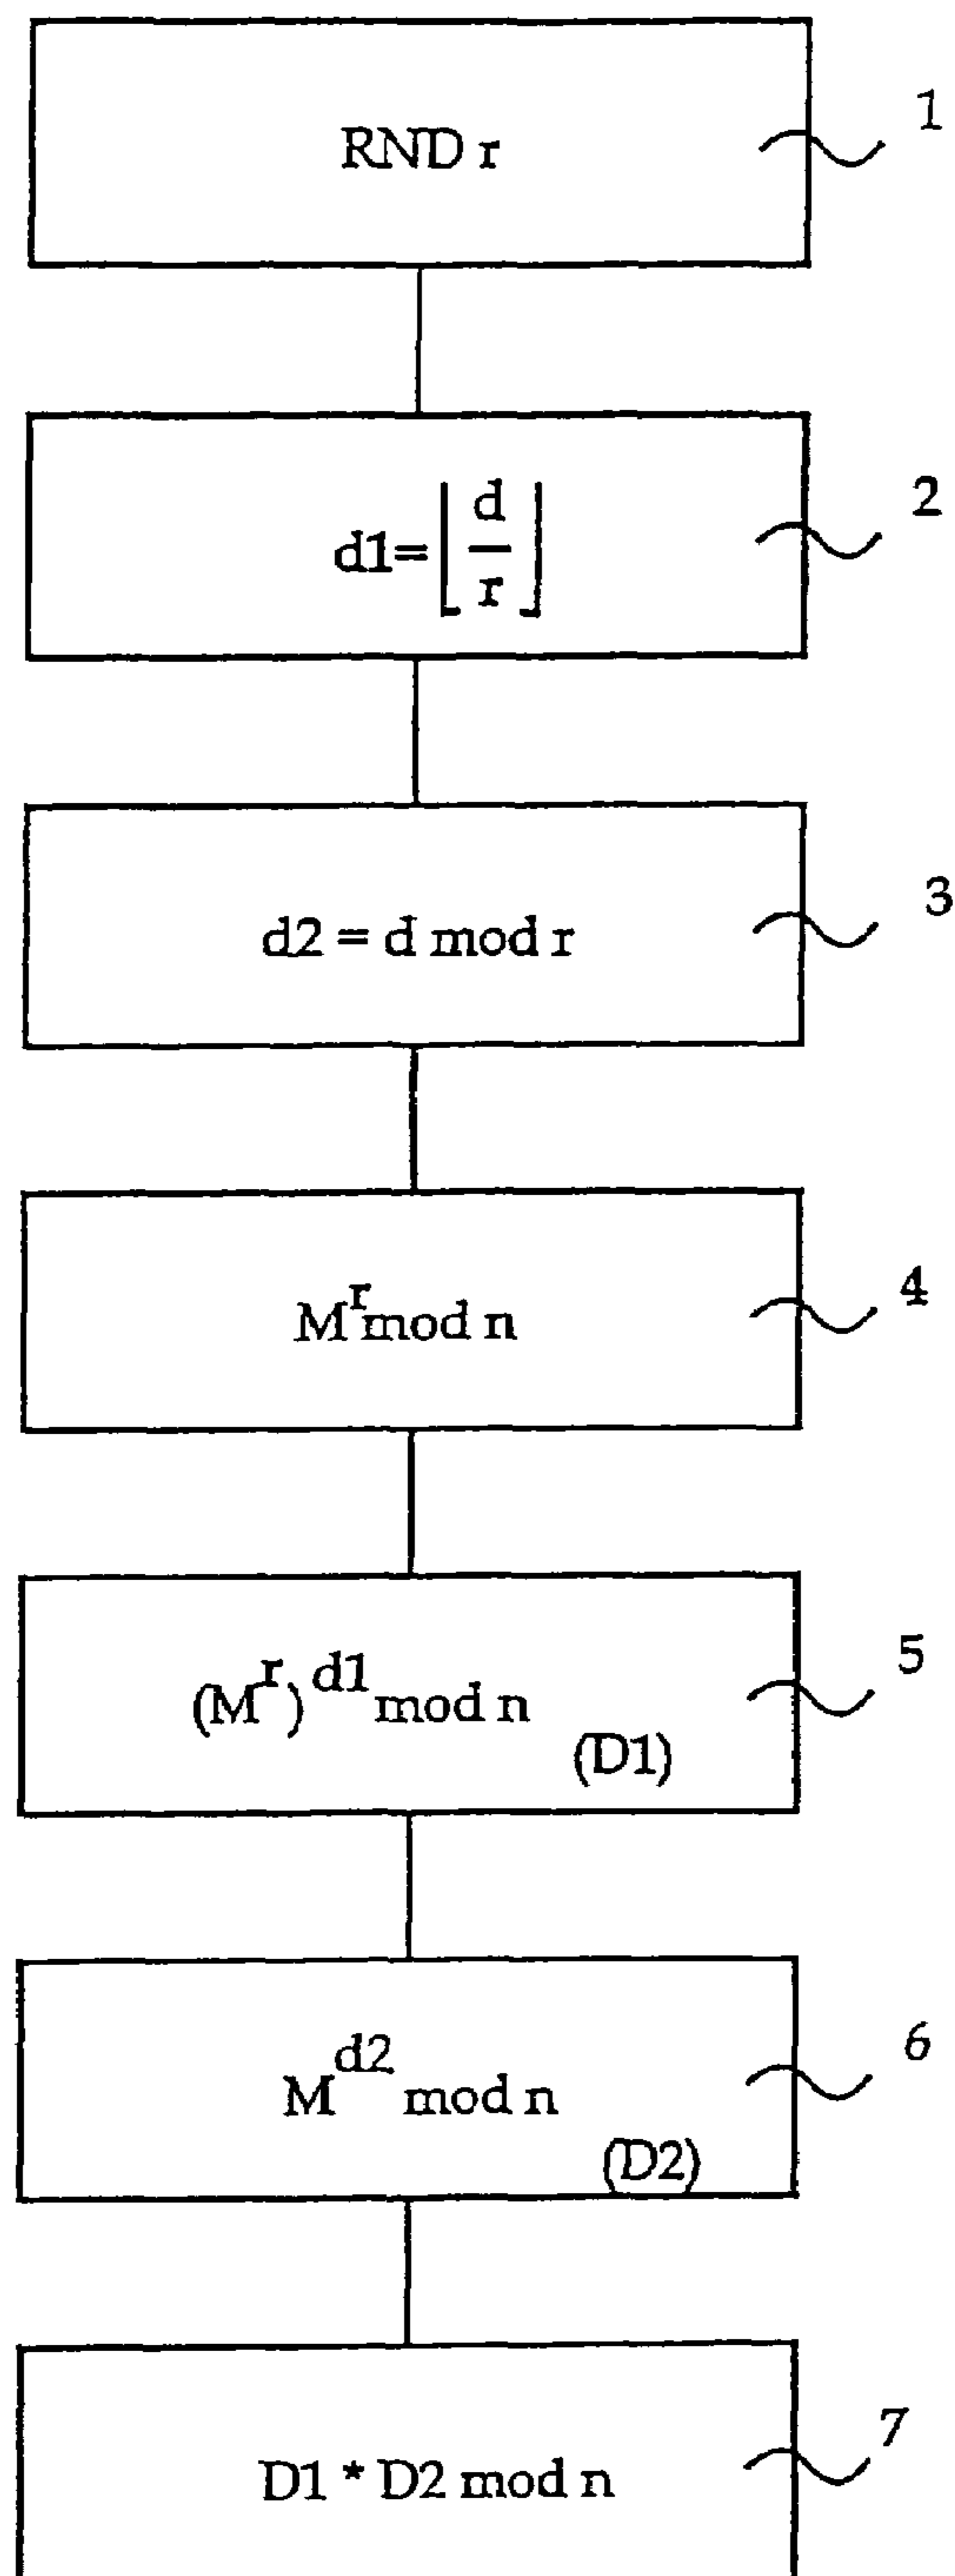 RND r
1
d1=⌊d/r⌋
2
d2 = d mod r
3
M^r mod n
4
(M^r)^d1 mod n
(D1)
5
M^d2 mod n
(D2)
6
D1 * D2 mod n
7